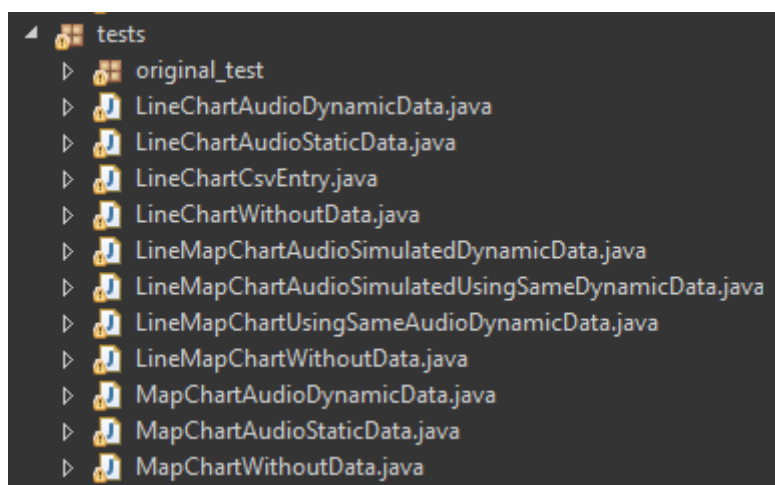 tests
original_test
LineChartAudioDynamicData.java
LineChartAudioStaticData.java
LineChartCsvEntry.java
LineChartWithoutData.java
LineMapChartAudioSimulatedDynamicData.java
LineMapChartAudioSimulatedUsingSameDynamicData.java
LineMapChartUsingSameAudioDynamicData.java
LineMapChartWithoutData.java
MapChartAudioDynamicData.java
MapChartAudioStaticData.java
MapChartWithoutData.java